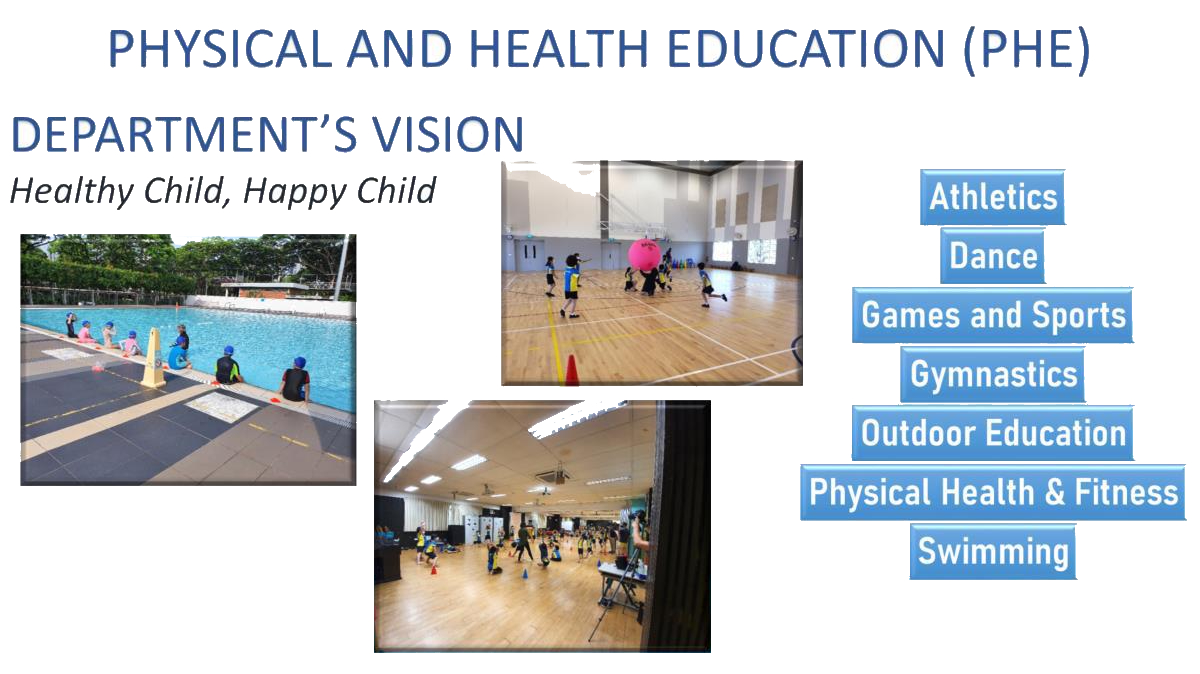 PHYSICAL AND HEALTH EDUCATION (PHE)
DEPARTMENT’S VISION
Healthy Child, Happy Child
Athletics
Dance
Games and Sports
Gymnastics
Outdoor Education
Physical Health & Fitness
Swimming